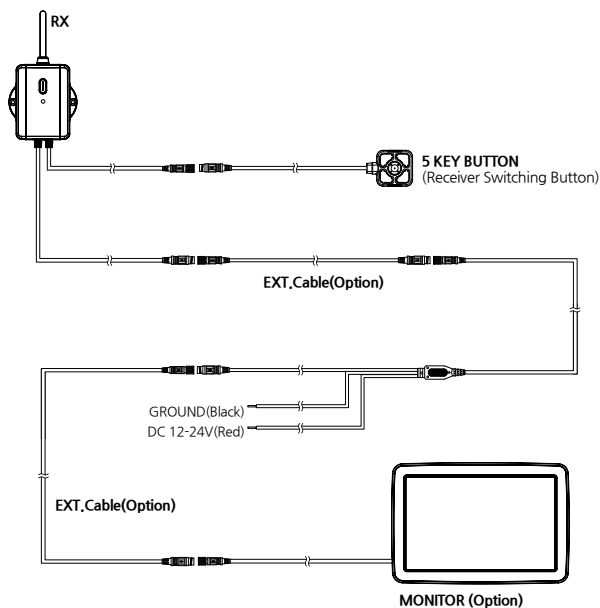 RX
5 KEY BUTTON
(Receiver Switching Button)
EXT.Cable(Option)
GROUND(Black)
DC 12-24V(Red)
EXT.Cable(Option)
MONITOR (Option)